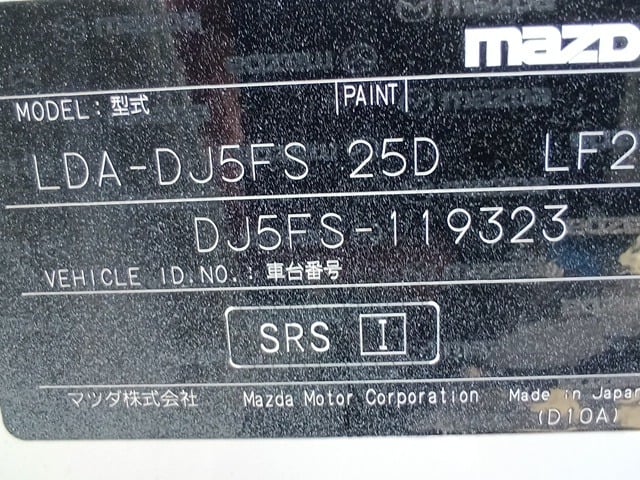 mazD
MODEL: 型式 PAINT
LDA-DJ5FS 25D LF2
DJ5FS-119323
VEHICLE ID.NO.: 車台番号
SRS I
マツダ株式会社 Mazda Motor Corporation Made in Japan
(D10A)